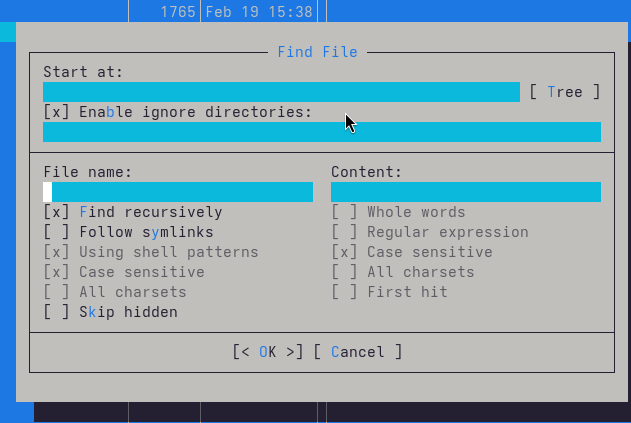 1765 Feb 19 15:38
Find File
Start at:
[ Tree ]
[x] Enable ignore directories:
File name: Content:
[x] Find recursively [ ] Whole words
[ ] Follow symlinks [ ] Regular expression
[x] Using shell patterns [x] Case sensitive
[x] Case sensitive [ ] All charsets
[ ] All charsets [ ] First hit
[ ] Skip hidden
[< OK >] [ Cancel ]